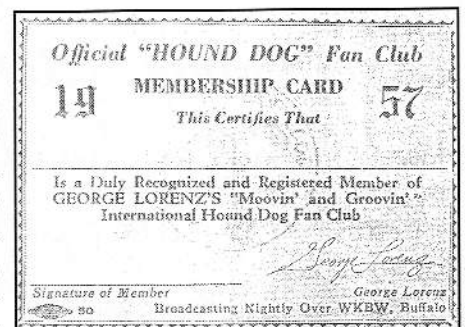 Official "HOUND DOG" Fan Club
19 MEMBERSHIP CARD 57
This Certifies That
Is a Duly Recognized and Registered Member of
GEORGE LORENZ'S "Moovin' and Groovin'"
International Hound Dog Fan Club
George Lorenz
Signature of Member George Lorenz
50 Broadcasting Nightly Over WKBW, Buffalo